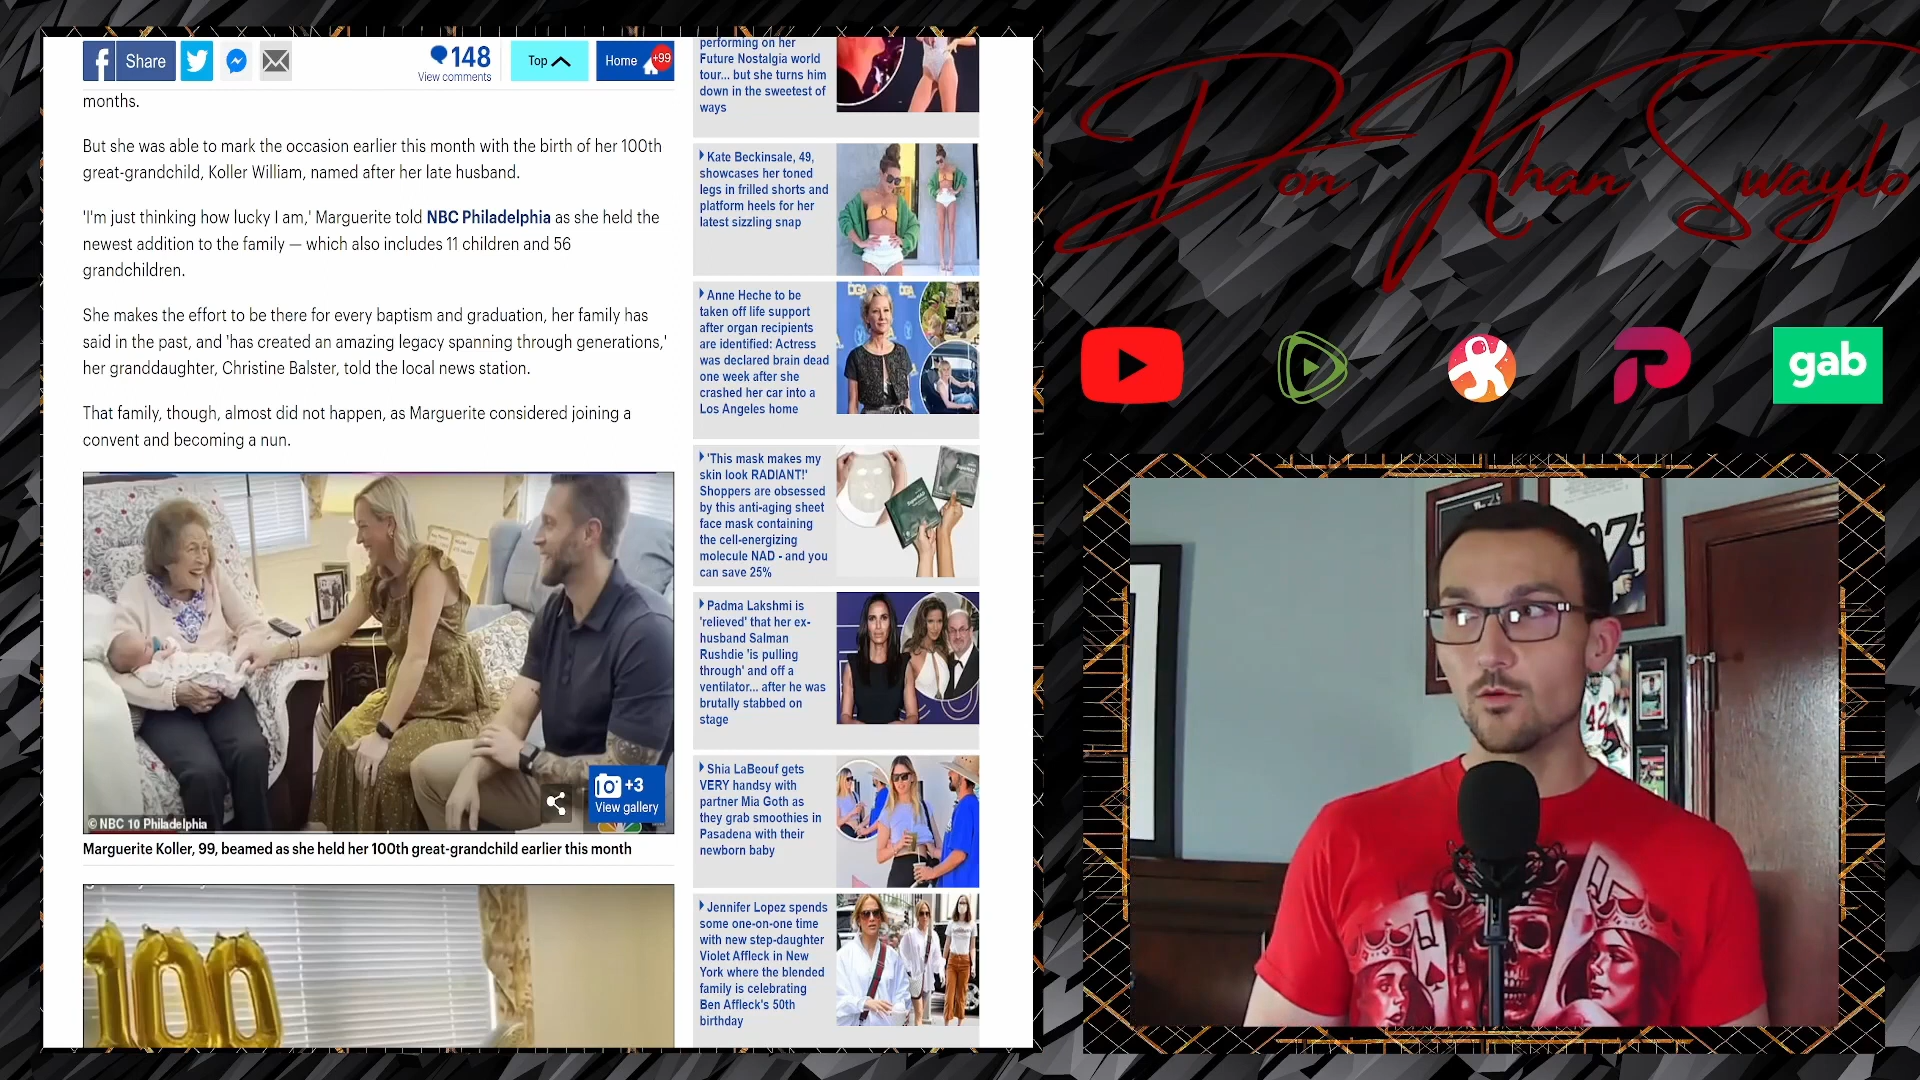 Share
148
View comments
Top
Home
+99
months.
But she was able to mark the occasion earlier this month with the birth of her 100th
great-grandchild, Koller William, named after her late husband.
'I'm just thinking how lucky I am,' Marguerite told NBC Philadelphia as she held the
newest addition to the family — which also includes 11 children and 56
grandchildren.
She makes the effort to be there for every baptism and graduation, her family has
said in the past, and 'has created an amazing legacy spanning through generations,'
her granddaughter, Christine Balster, told the local news station.
That family, though, almost did not happen, as Marguerite considered joining a
convent and becoming a nun.
+3
View gallery
© NBC 10 Philadelphia
Marguerite Koller, 99, beamed as she held her 100th great-grandchild earlier this month
100
performing on her
Future Nostalgia world
tour... but she turns him
down in the sweetest of
ways
Kate Beckinsale, 49,
showcases her toned
legs in frilled shorts and
platform heels for her
latest sizzling snap
Anne Heche to be
taken off life support
after organ recipients
are identified: Actress
was declared brain dead
one week after she
crashed her car into a
Los Angeles home
'This mask makes my
skin look RADIANT!'
Shoppers are obsessed
by this anti-aging sheet
face mask containing
the cell-energizing
molecule NAD - and you
can save 25%
Padma Lakshmi is
'relieved' that her ex-
husband Salman
Rushdie 'is pulling
through' and off a
ventilator... after he was
brutally stabbed on
stage
Shia LaBeouf gets
VERY handsy with
partner Mia Goth as
they grab smoothies in
Pasadena with their
newborn baby
Jennifer Lopez spends
some one-on-one time
with new step-daughter
Violet Affleck in New
York where the blended
family is celebrating
Ben Affleck's 50th
birthday
Don Khan Swaylo
gab
007
42
Q
Q